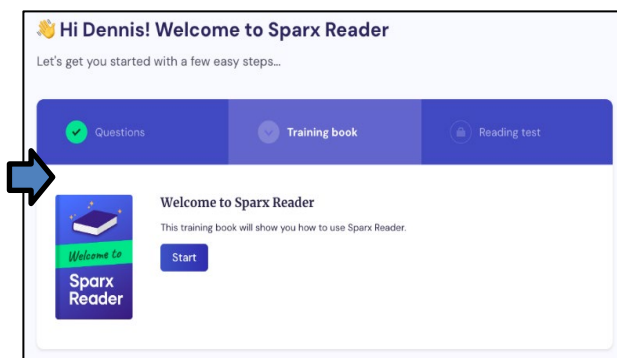 👋 Hi Dennis! Welcome to Sparx Reader
Let's get you started with a few easy steps...
Questions
Training book
Reading test
Welcome to Sparx Reader
This training book will show you how to use Sparx Reader.
Start
Welcome to
Sparx
Reader